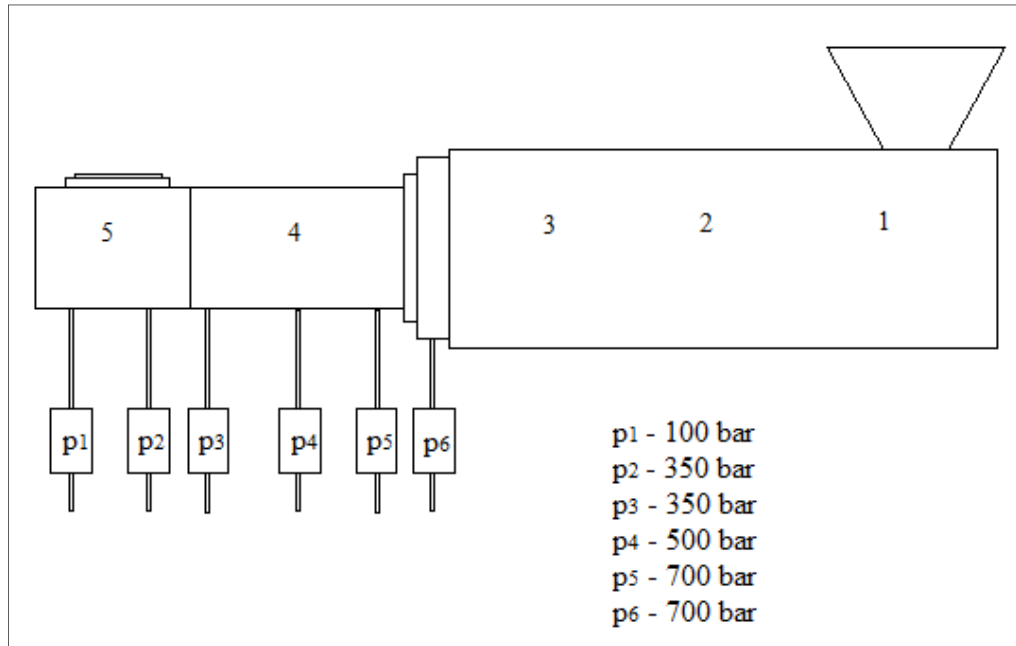 5 4 3 2 1
p1 p2 p3 p4 p5 p6
p1 - 100 bar
p2 - 350 bar
p3 - 350 bar
p4 - 500 bar
p5 - 700 bar
p6 - 700 bar